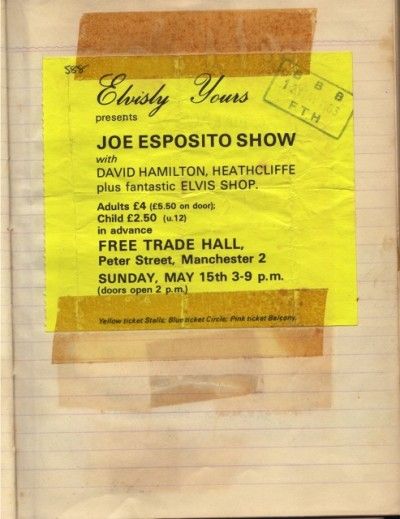 588
Elvisly Yours
presents
JOE ESPOSITO SHOW
with
DAVID HAMILTON, HEATHCLIFFE
plus fantastic ELVIS SHOP.
Adults £4 (£5.50 on door);
Child £2.50 (u.12)
in advance
FREE TRADE HALL,
Peter Street, Manchester 2
SUNDAY, MAY 15th 3-9 p.m.
(doors open 2 p.m.)
Yellow ticket Stalls; Blue ticket Circle; Pink ticket Balcony.
B B B
FTH